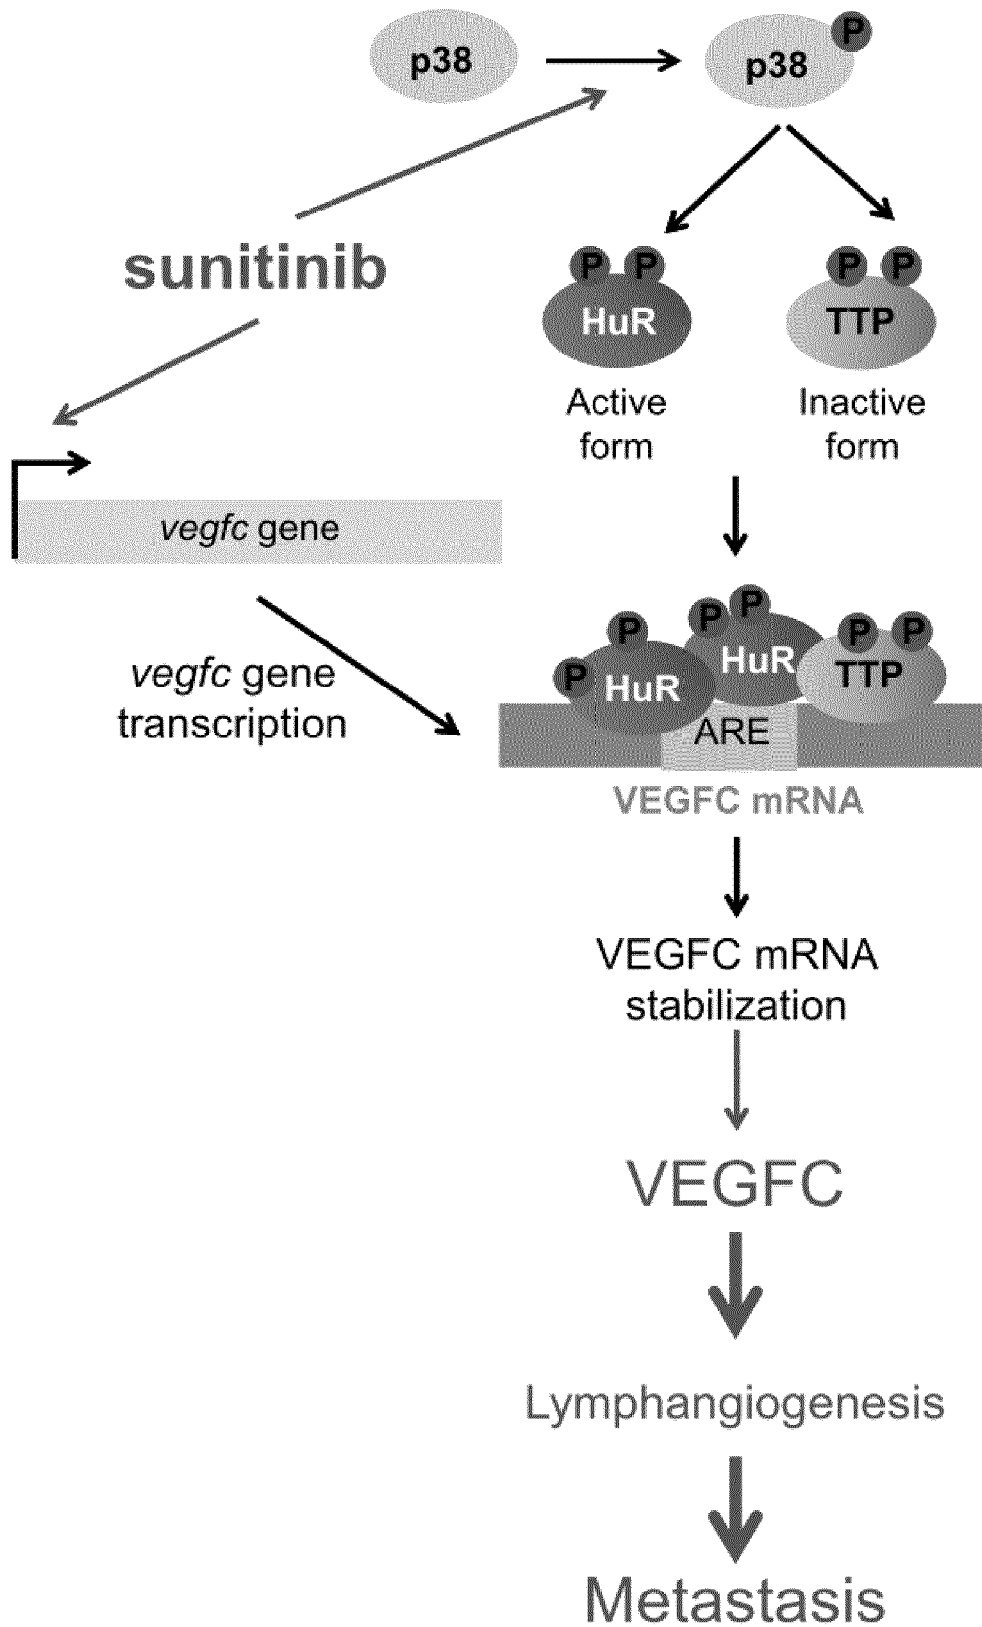 P
p38
p38
sunitinib
P P
HuR
P P
TTP
Active
form
Inactive
form
vegfc gene
vegfc gene
transcription
P P
HuR
P P
HuR
P P
TTP
ARE
VEGFC mRNA
VEGFC mRNA
stabilization
VEGFC
Lymphangiogenesis
Metastasis